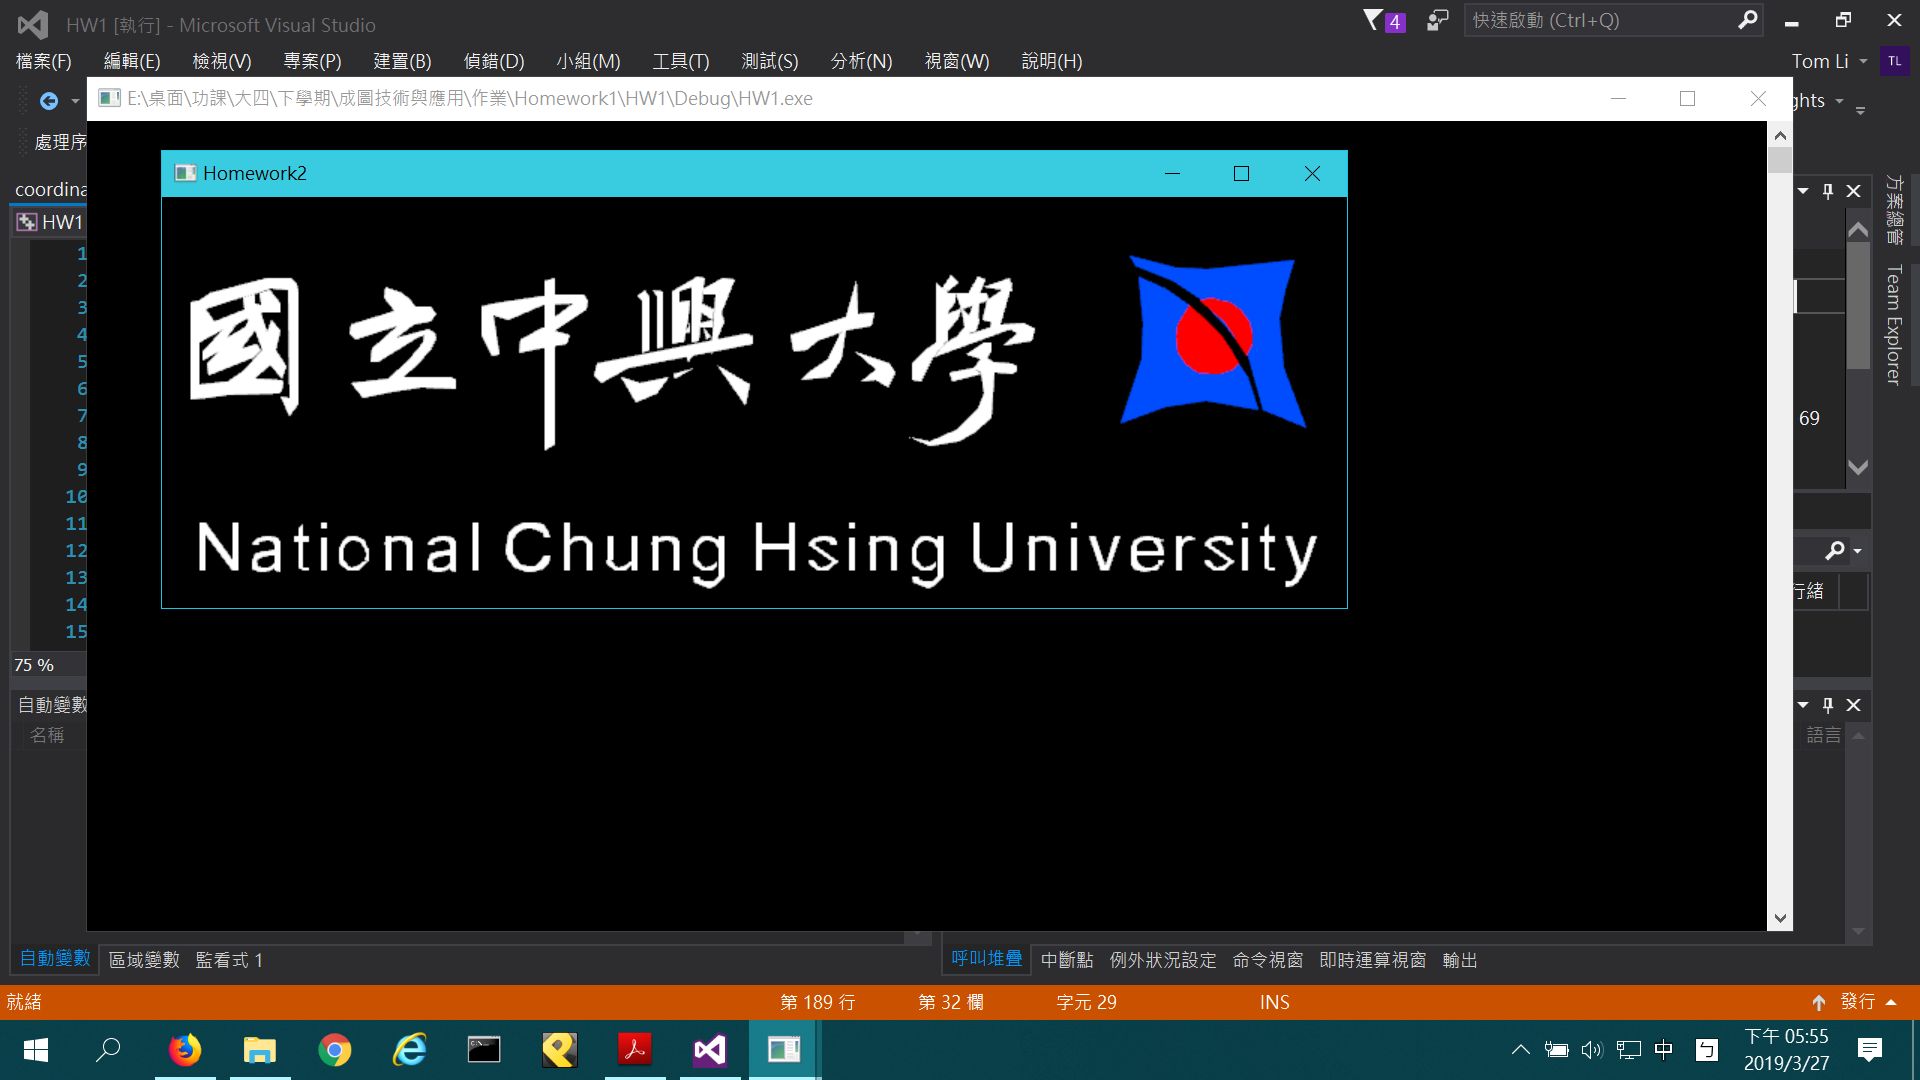 HW1 [執行] - Microsoft Visual Studio
4
快速啟動 (Ctrl+Q)
檔案(F) 編輯(E) 檢視(V) 專案(P) 建置(B) 偵錯(D) 小組(M) 工具(T) 測試(S) 分析(N) 視窗(W) 說明(H)
Tom Li
TL
E:\桌面\功課\大四\下學期\成圖技術與應用\作業\Homework1\HW1\Debug\HW1.exe
ghts
處理序
Homework2
coordina
HW1
方案總管
Team Explorer
國立中興大學
National Chung Hsing University
1
2
3
4
5
6
7
8
9
10
11
12
13
14
15
69
行緒
75 %
自動變數
名稱
語言
自動變數 區域變數 監看式 1
呼叫堆疊 中斷點 例外狀況設定 命令視窗 即時運算視窗 輸出
就緒 第 189 行 第 32 欄 字元 29 INS 發行
中
ㄅ
下午 05:55
2019/3/27